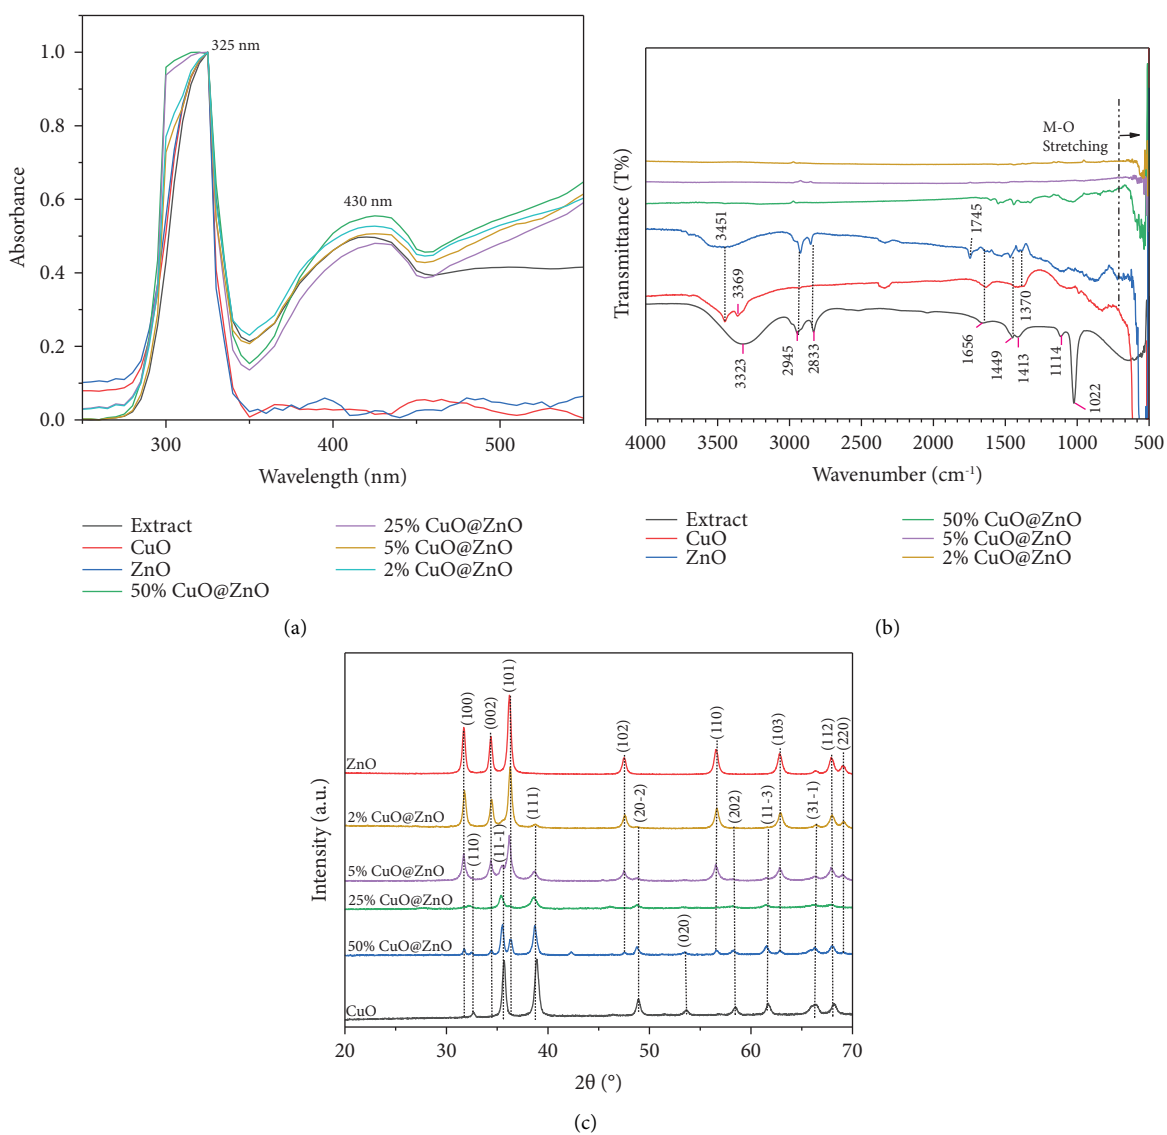 325 nm
430 nm
1.0
0.8
0.6
0.4
0.2
0.0
Absorbance
300
400
500
Wavelength (nm)
Extract
CuO
ZnO
50% CuO@ZnO
25% CuO@ZnO
5% CuO@ZnO
2% CuO@ZnO
(a)
M-O
Stretching
3451
3369
3323
2945
2833
1745
1656
1449
1413
1370
1114
1022
Transmittance (T%)
4000
3500
3000
2500
2000
1500
1000
500
Wavenumber (cm-1)
Extract
CuO
ZnO
50% CuO@ZnO
5% CuO@ZnO
2% CuO@ZnO
(b)
(100)
(002)
(101)
(102)
(110)
(103)
(112)
(220)
ZnO
(111)
(20-2)
(202)
(11-3)
(31-1)
2% CuO@ZnO
(110)
(11-1)
5% CuO@ZnO
25% CuO@ZnO
50% CuO@ZnO
(020)
CuO
Intensity (a.u.)
20
30
40
50
60
70
2θ (°)
(c)